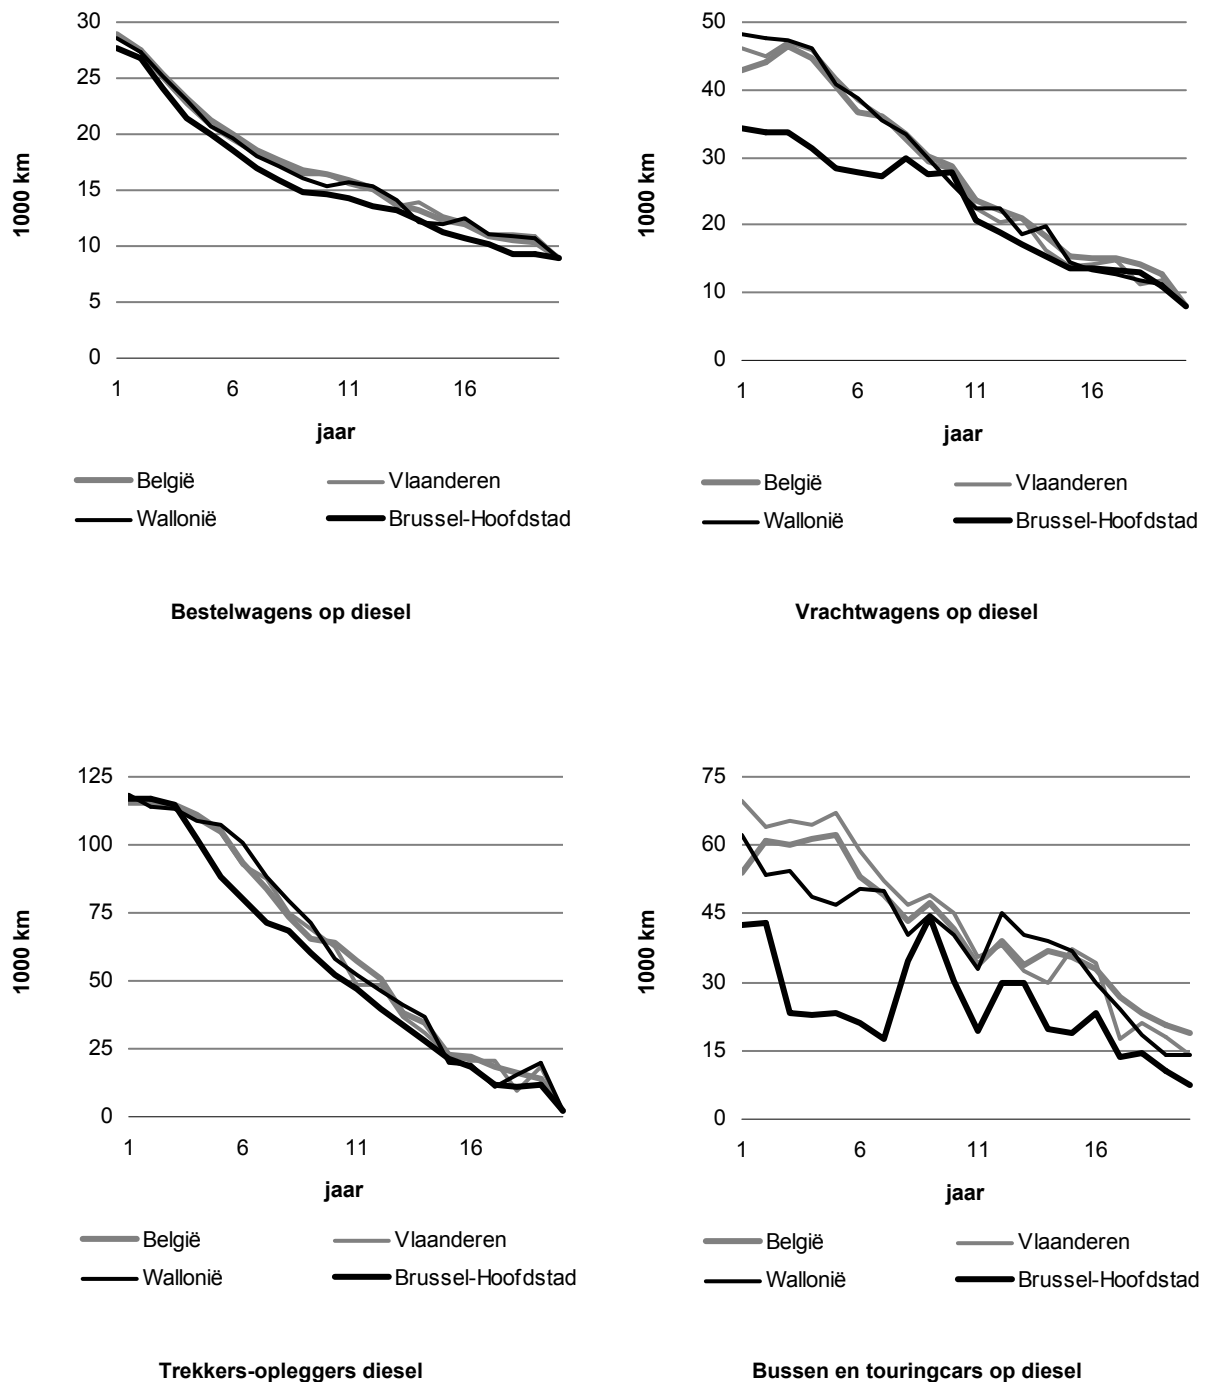 30
25
20
15
10
5
0
1000 km
1 6 11 16
jaar
België Vlaanderen
Wallonië Brussel-Hoofdstad
Bestelwagens op diesel
50
40
30
20
10
0
1000 km
1 6 11 16
jaar
België Vlaanderen
Wallonië Brussel-Hoofdstad
Vrachtwagens op diesel
125
100
75
50
25
0
1000 km
1 6 11 16
jaar
België Vlaanderen
Wallonië Brussel-Hoofdstad
Trekkers-opleggers diesel
75
60
45
30
15
0
1000 km
1 6 11 16
jaar
België Vlaanderen
Wallonië Brussel-Hoofdstad
Bussen en touringcars op diesel